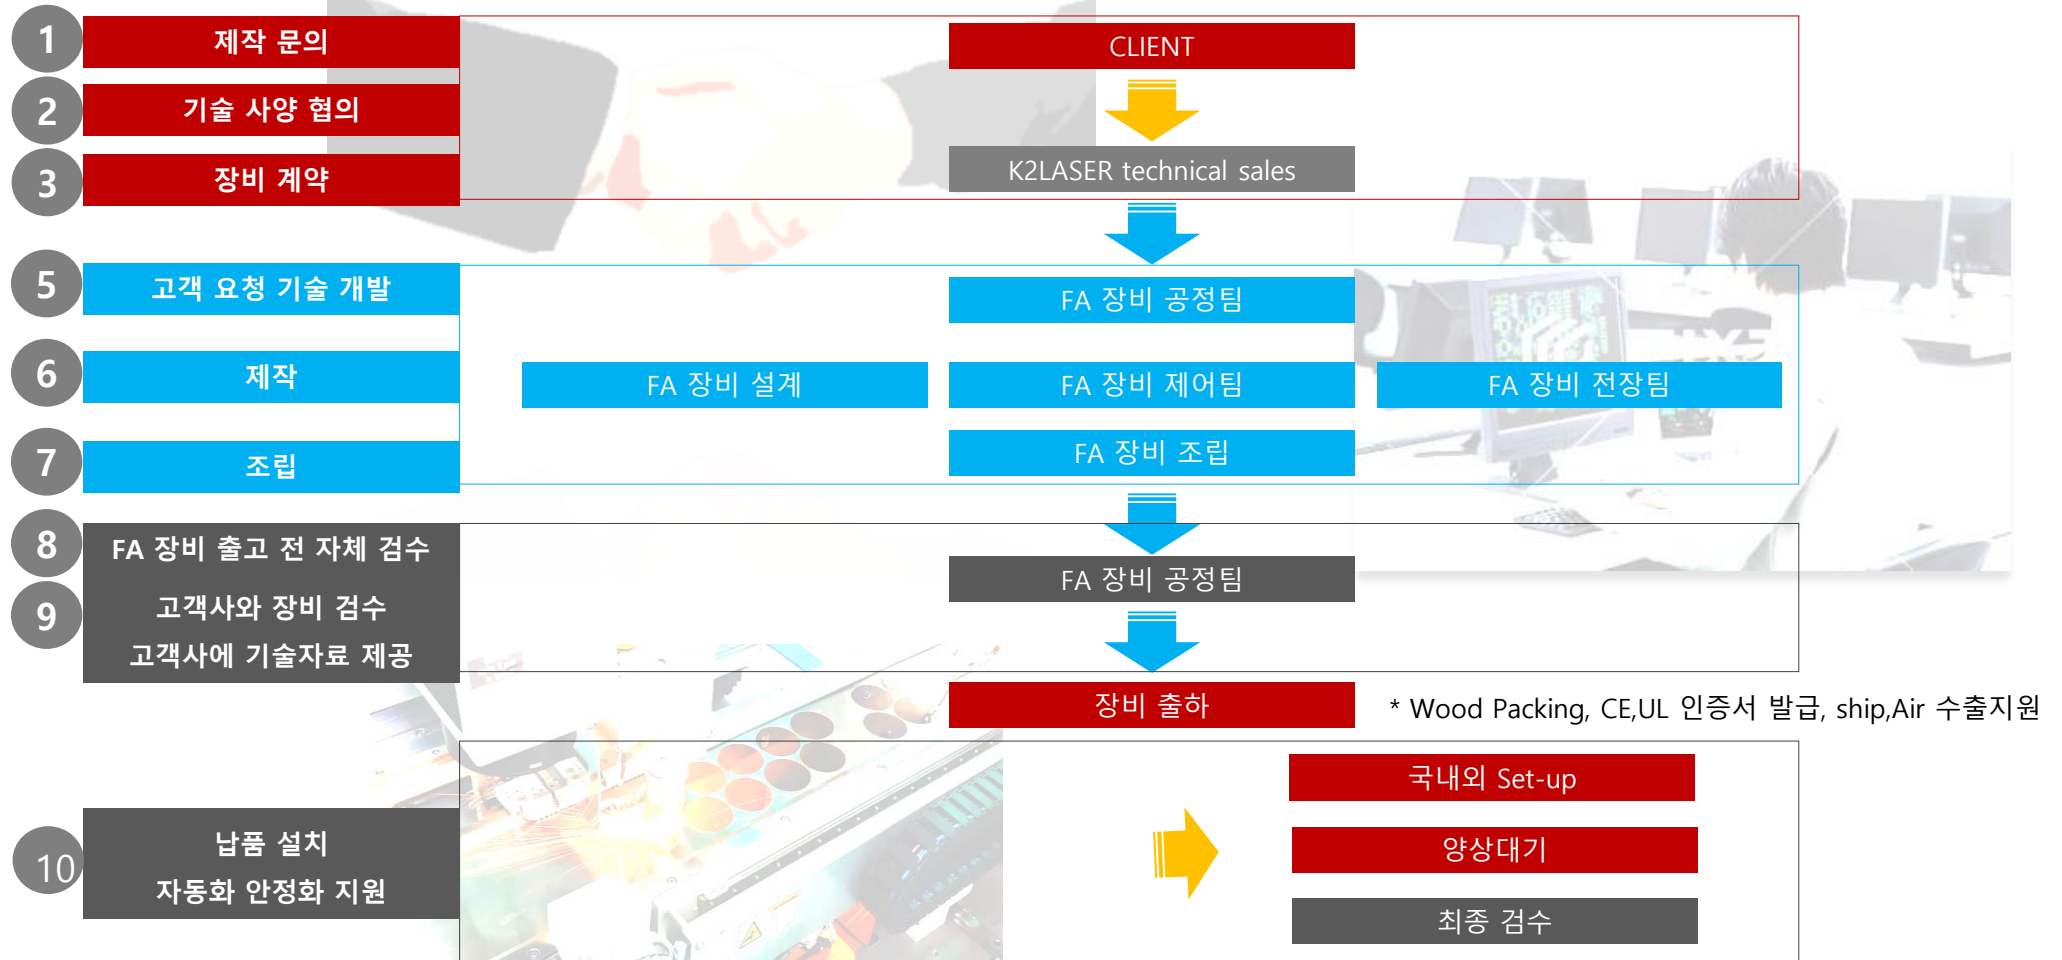 1
제작 문의
CLIENT
2
기술 사양 협의
3
장비 계약
K2LASER technical sales
5
고객 요청 기술 개발
FA 장비 공정팀
6
제작
FA 장비 설계
FA 장비 제어팀
FA 장비 전장팀
7
조립
FA 장비 조립
8
FA 장비 출고 전 자체 검수
FA 장비 공정팀
9
고객사와 장비 검수
고객사에 기술자료 제공
장비 출하
* Wood Packing, CE,UL 인증서 발급, ship,Air 수출지원
10
납품 설치
자동화 안정화 지원
국내외 Set-up
양상대기
최종 검수